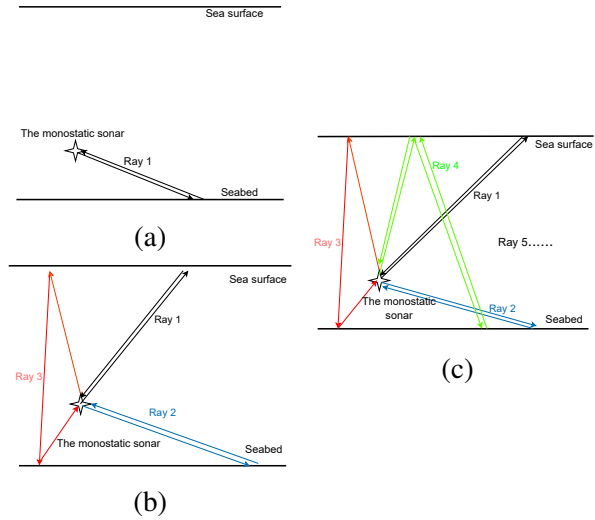 Sea surface
The monostatic sonar
Ray 1
Seabed
(a)
Sea surface
Ray 1
Ray 3
Ray 2
The monostatic sonar
Seabed
(b)
Sea surface
Ray 4
Ray 1
Ray 3
Ray 5......
The monostatic
sonar
Ray 2
Seabed
(c)